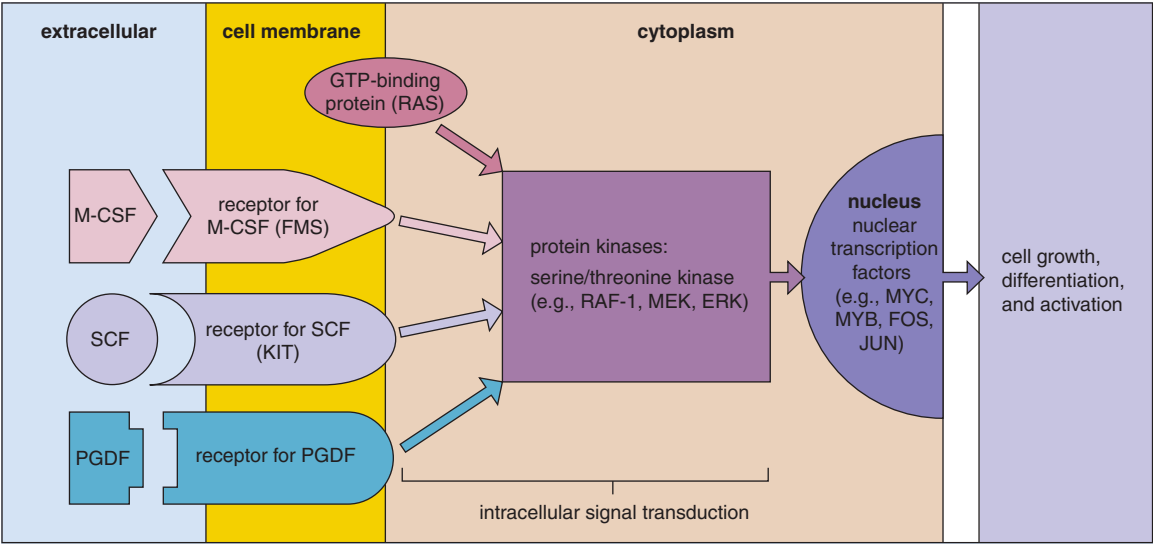 extracellular
cell membrane
cytoplasm
GTP-binding
protein (RAS)
M-CSF
receptor for
M-CSF (FMS)
SCF
receptor for SCF
(KIT)
PGDF
receptor for PGDF
protein kinases:
serine/threonine kinase
(e.g., RAF-1, MEK, ERK)
intracellular signal transduction
nucleus
nuclear
transcription
factors
(e.g., MYC,
MYB, FOS,
JUN)
cell growth,
differentiation,
and activation